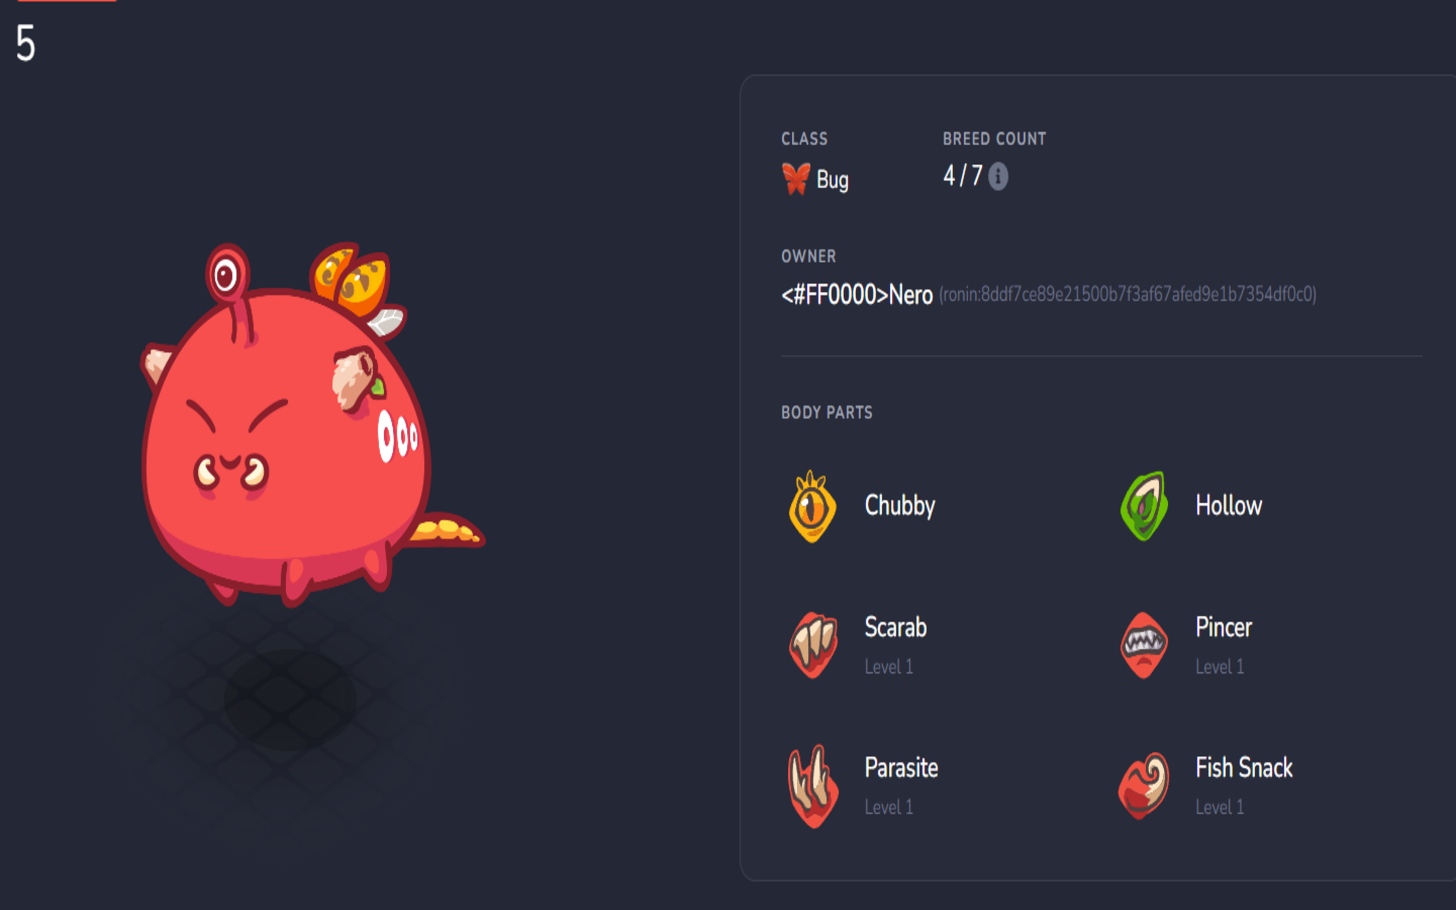 5
CLASS
BREED COUNT
Bug
4 / 7
OWNER
<#FF0000>Nero (ronin:8ddf7ce89e21500b7f3af67afed9e1b7354df0c0)
BODY PARTS
Chubby
Hollow
Scarab
Level 1
Pincer
Level 1
Parasite
Level 1
Fish Snack
Level 1